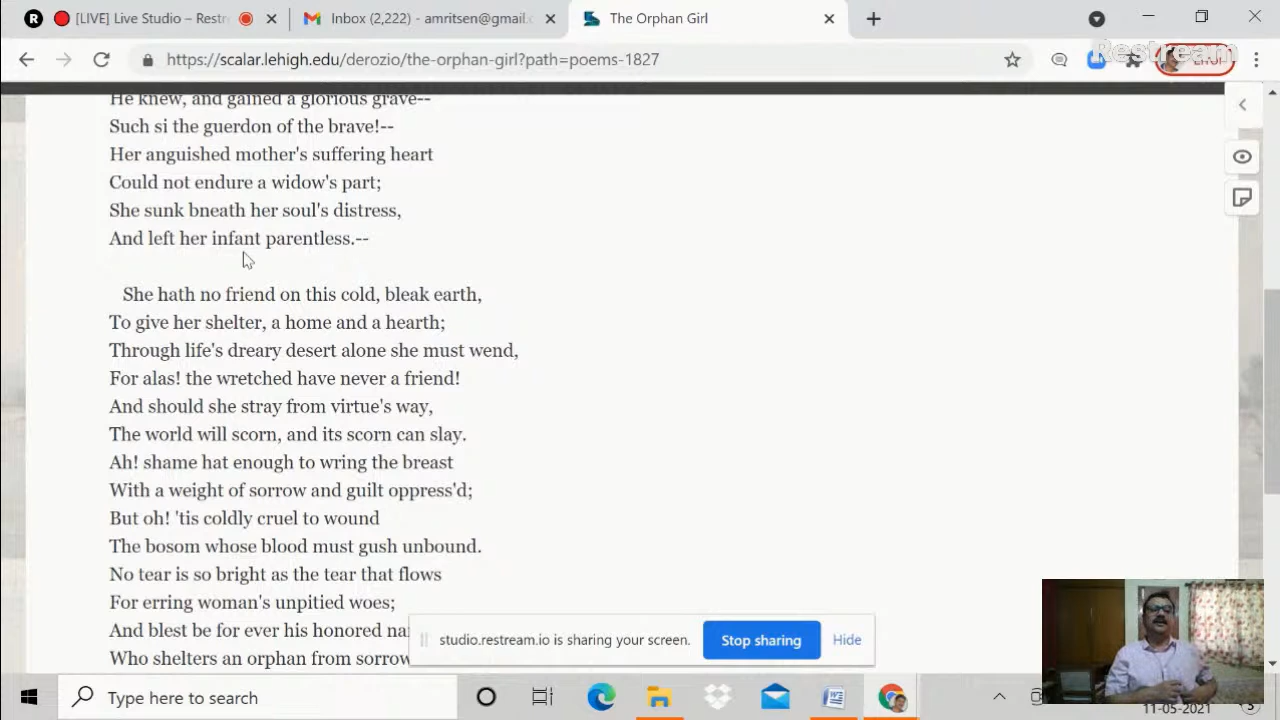 [LIVE] Live Studio – Restr
Inbox (2,222) - amritsen@gmail.c
The Orphan Girl
https://scalar.lehigh.edu/derozio/the-orphan-girl?path=poems-1827
Restream
Error
He knew, and gained a glorious grave--
Such si the guerdon of the brave!--
Her anguished mother's suffering heart
Could not endure a widow's part;
She sunk bneath her soul's distress,
And left her infant parentless.--
She hath no friend on this cold, bleak earth,
To give her shelter, a home and a hearth;
Through life's dreary desert alone she must wend,
For alas! the wretched have never a friend!
And should she stray from virtue's way,
The world will scorn, and its scorn can slay.
Ah! shame hat enough to wring the breast
With a weight of sorrow and guilt oppress'd;
But oh! 'tis coldly cruel to wound
The bosom whose blood must gush unbound.
No tear is so bright as the tear that flows
For erring woman's unpitied woes;
And blest be for ever his honored na
Who shelters an orphan from sorrow
studio.restream.io is sharing your screen.
Stop sharing
Hide
Type here to search
11-05-2021